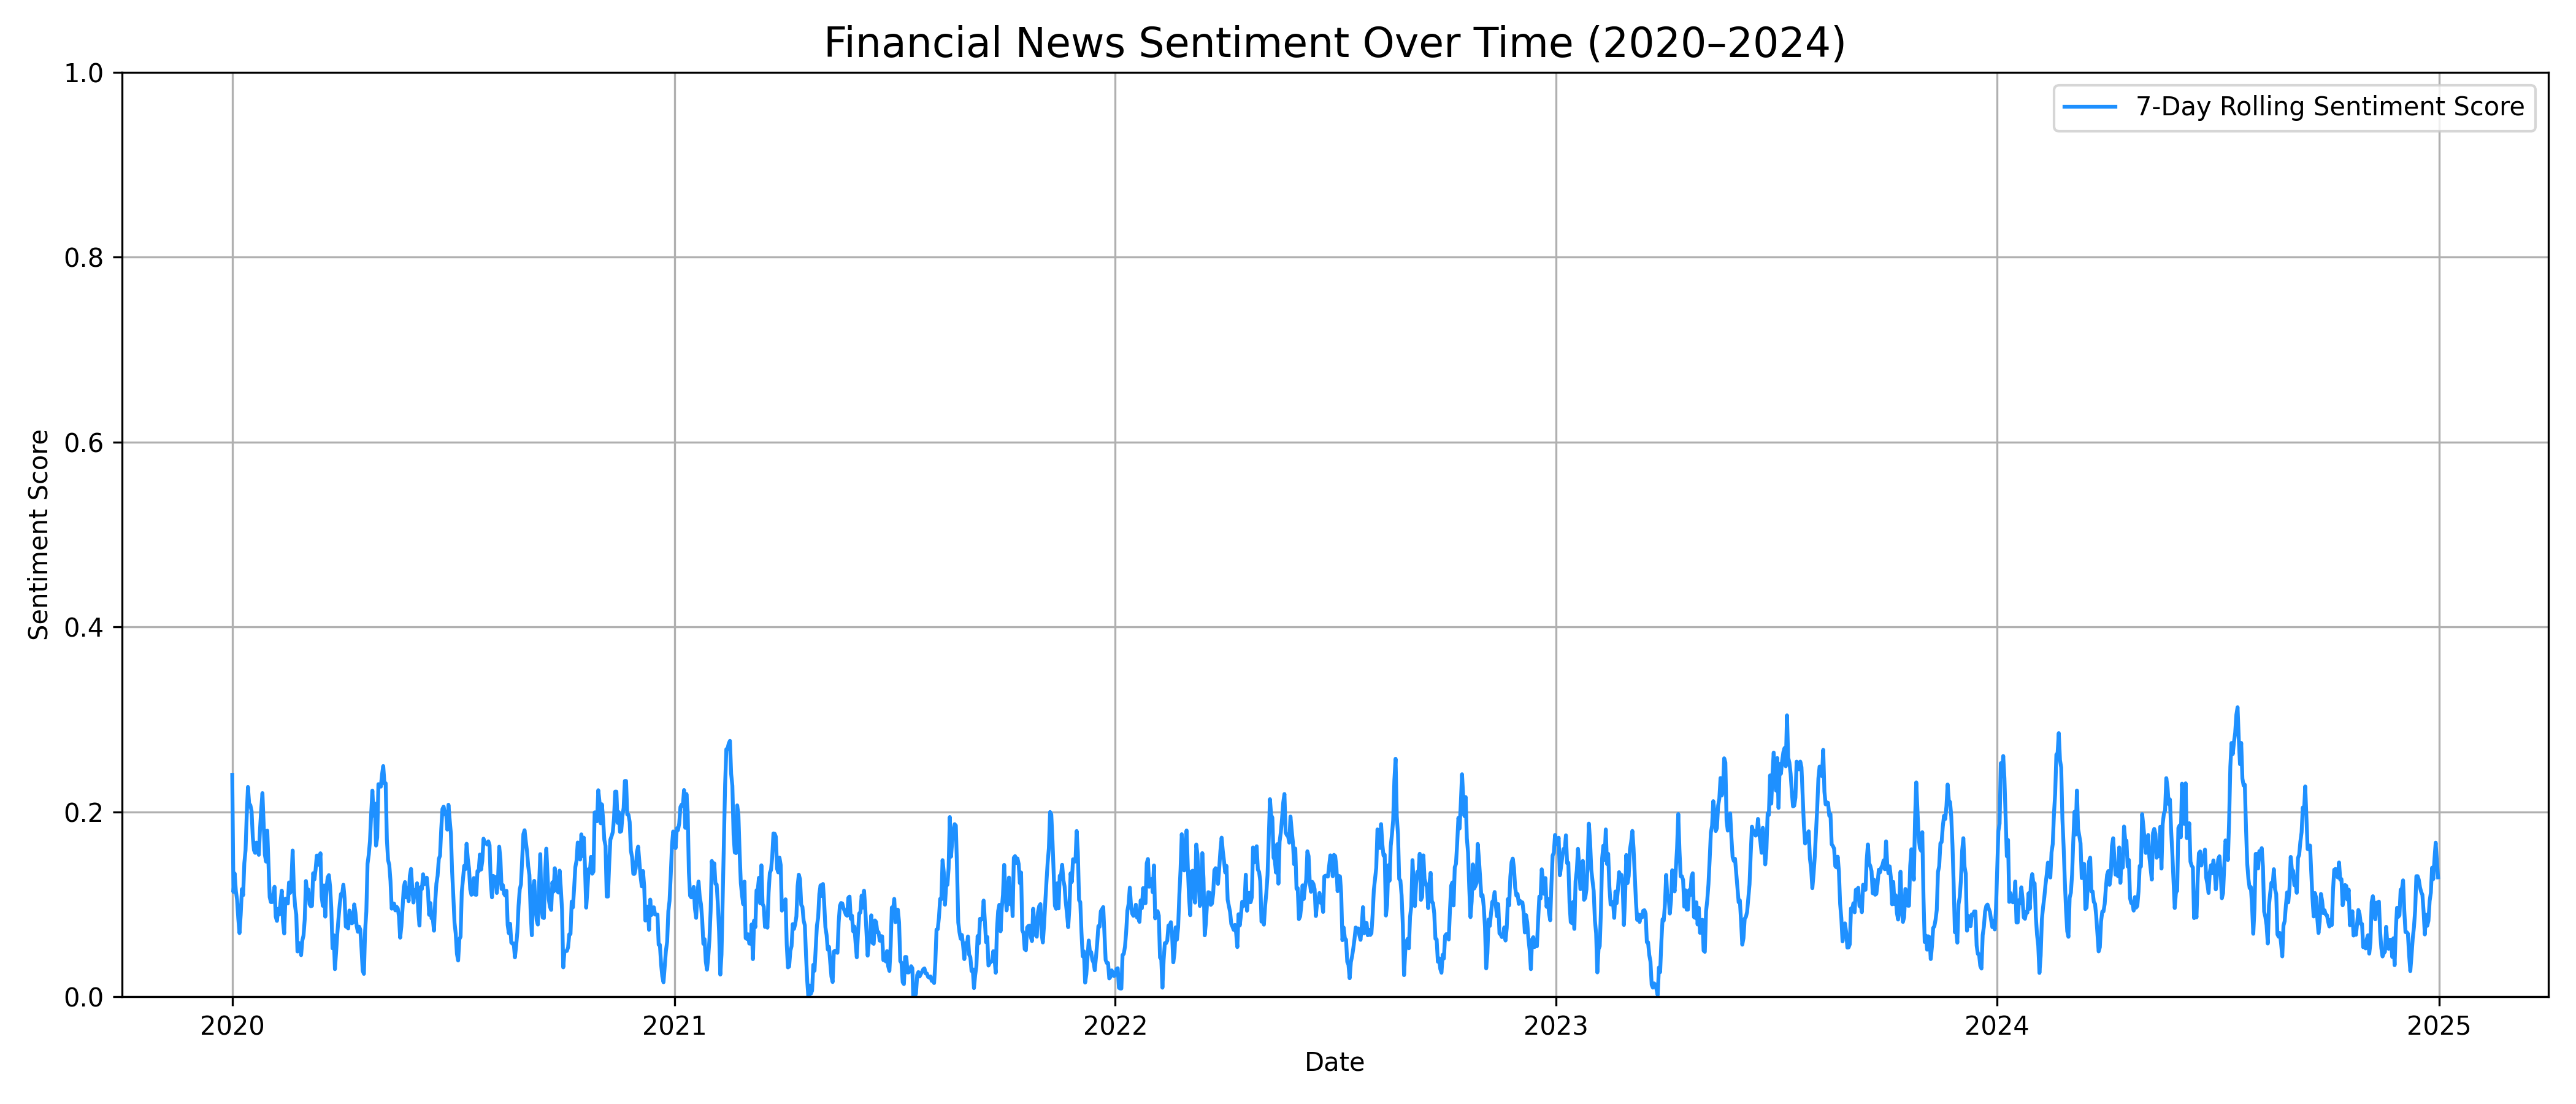 Financial News Sentiment Over Time (2020–2024)
1.0
7-Day Rolling Sentiment Score
0.8
0.6
Sentiment Score
0.4
0.2
0.0
2020 2021 2022 2023 2024 2025
Date